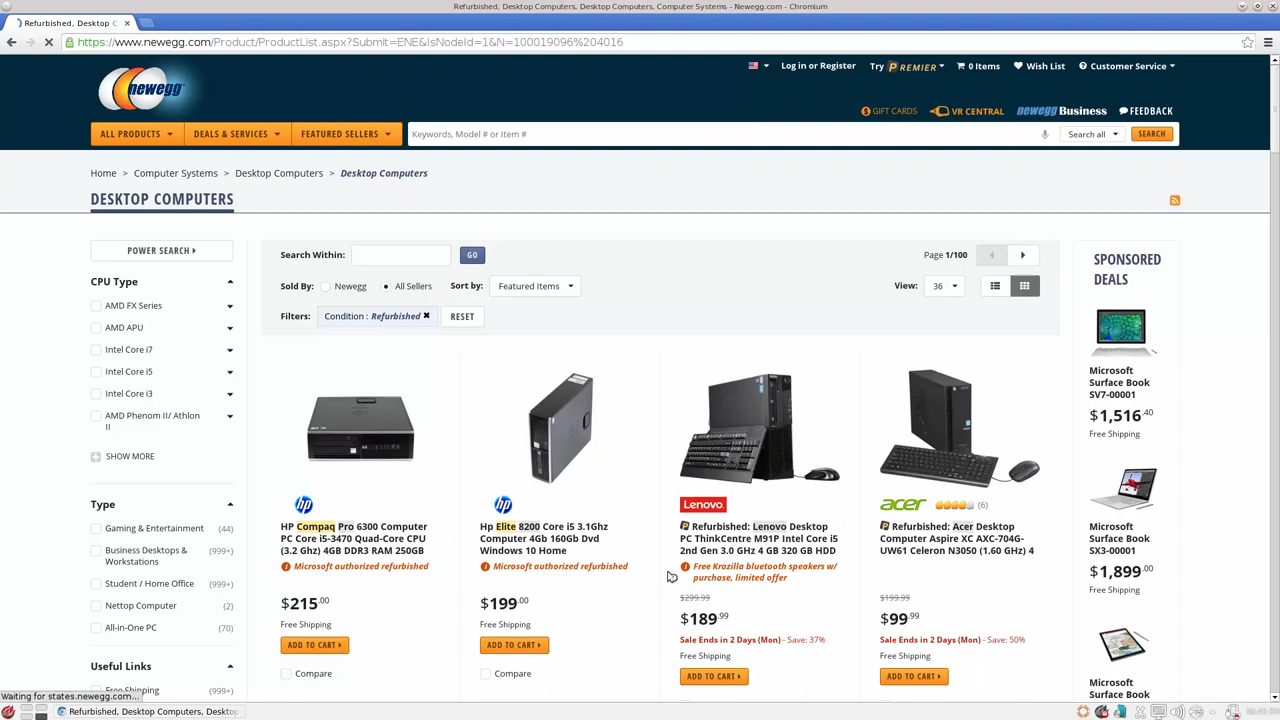 Refurbished, Desktop Computers, Desktop Computers, Computer Systems - Newegg.com - Chromium
Refurbished, Desktop C
https://www.newegg.com/Product/ProductList.aspx?Submit=ENE&IsNodeId=1&N=100019096%204016
Log in or Register
Try PREMIER
0 Items
Wish List
Customer Service
newegg
GIFT CARDS
VR CENTRAL
newegg Business
FEEDBACK
ALL PRODUCTS
DEALS & SERVICES
FEATURED SELLERS
Keywords, Model # or Item #
Search all
SEARCH
Home > Computer Systems > Desktop Computers > Desktop Computers
DESKTOP COMPUTERS
POWER SEARCH
CPU Type
AMD FX Series
AMD APU
Intel Core i7
Intel Core i5
Intel Core i3
AMD Phenom II/ Athlon
II
SHOW MORE
Type
Gaming & Entertainment (44)
Business Desktops & (999+)
Workstations
Student / Home Office (999+)
Nettop Computer (2)
All-in-One PC (70)
Useful Links
Free Shipping (999+)
Search Within:
GO
Page 1/100
Sold By: Newegg All Sellers
Sort by: Featured Items
View: 36
Filters: Condition : Refurbished
RESET
hp
HP Compaq Pro 6300 Computer
PC Core i5-3470 Quad-Core CPU
(3.2 Ghz) 4GB DDR3 RAM 250GB
Microsoft authorized refurbished
$215.00
Free Shipping
ADD TO CART
Compare
hp
Hp Elite 8200 Core i5 3.1Ghz
Computer 4Gb 160Gb Dvd
Windows 10 Home
Microsoft authorized refurbished
$199.00
Free Shipping
ADD TO CART
Compare
Lenovo
Refurbished: Lenovo Desktop
PC ThinkCentre M91P Intel Core i5
2nd Gen 3.0 GHz 4 GB 320 GB HDD
Free Krazilla bluetooth speakers w/
purchase, limited offer
$299.99
$189.99
Sale Ends in 2 Days (Mon) - Save: 37%
Free Shipping
ADD TO CART
acer
(6)
Refurbished: Acer Desktop
Computer Aspire XC AXC-704G-
UW61 Celeron N3050 (1.60 GHz) 4
$199.99
$99.99
Sale Ends in 2 Days (Mon) - Save: 50%
Free Shipping
ADD TO CART
SPONSORED
DEALS
Microsoft
Surface Book
SV7-00001
$1,516.40
Free Shipping
Microsoft
Surface Book
SX3-00001
$1,899.00
Free Shipping
Microsoft
Surface Book
Waiting for states.newegg.com...
Refurbished, Desktop Computers, Desktop